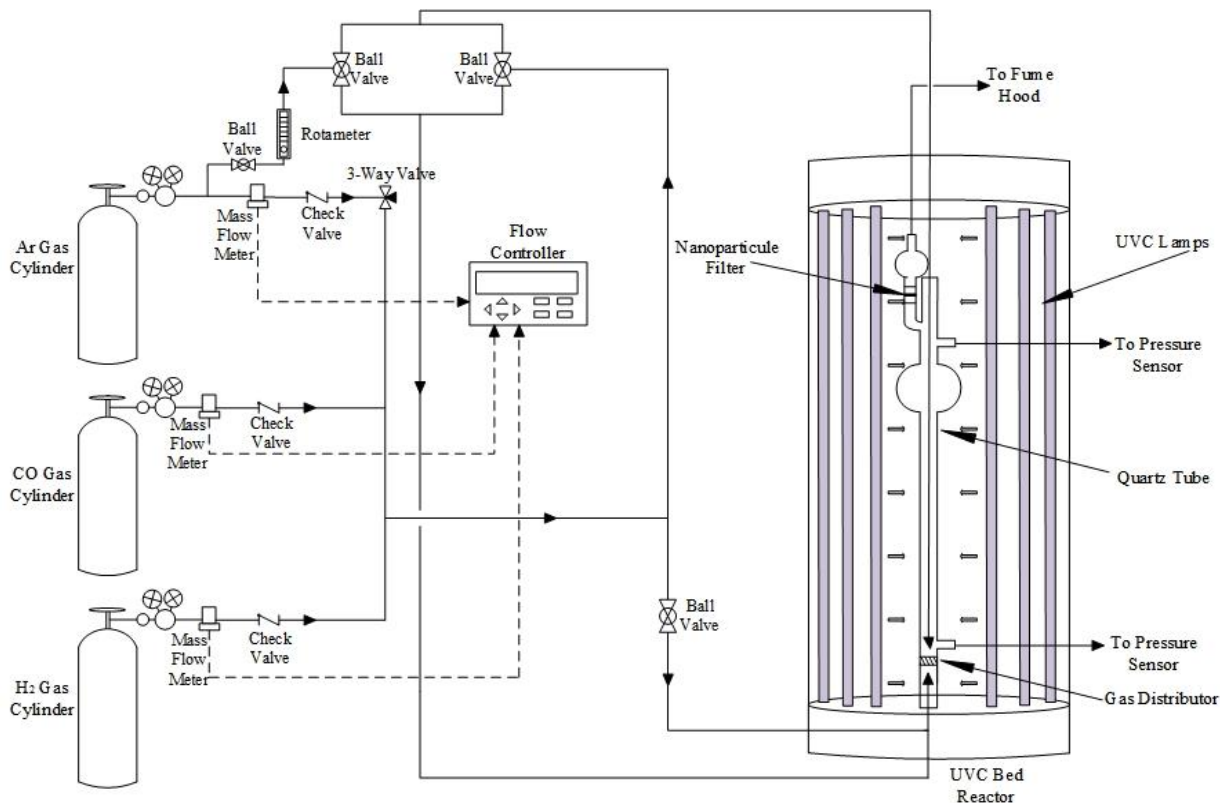 Ball
Valve
Ball
Valve
To Fume
Hood
Ball
Valve
Rotameter
3-Way Valve
Mass
Flow
Meter
Check
Valve
Ar Gas
Cylinder
Flow
Controller
Nanoparticule
Filter
UVC Lamps
To Pressure
Sensor
Mass
Flow
Meter
Check
Valve
CO Gas
Cylinder
Quartz Tube
Ball
Valve
Mass
Flow
Meter
Check
Valve
To Pressure
Sensor
H2 Gas
Cylinder
Gas Distributor
UVC Bed
Reactor